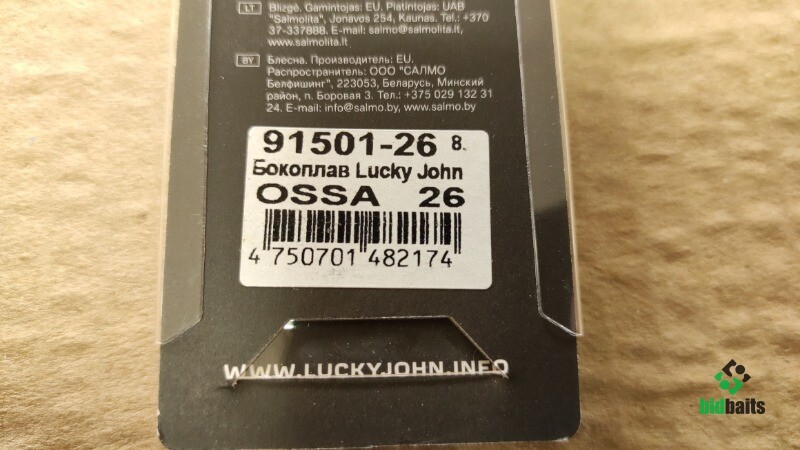 LT Blizgė. Gamintojas: EU. Platintojas: UAB
"Salmolita", Jonavos 254, Kaunas. Tel.: +370
37-337888. E-mail: salmo@salmolita.lt,
www.salmolita.lt
BY Блесна. Производитель: EU.
Распространитель: ООО "САЛМО
Белфишинг", 223053, Беларусь, Минский
район, п. Боровая 3. Тел.: +375 029 132 31
24. E-mail: info@salmo.by, www.salmo.by
91501-26 8.
Бокоплав Lucky John
OSSA 26
4 750701 482174
WWW.LUCKYJOHN.INFO
bidbaits